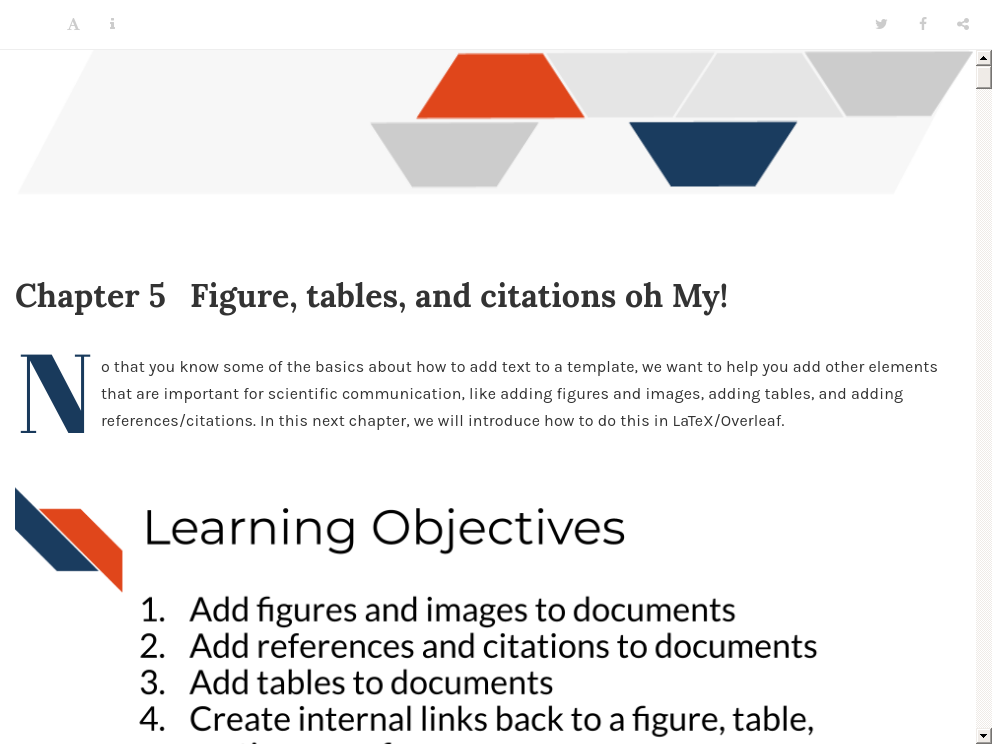 A i
Chapter 5 Figure, tables, and citations oh My!
No that you know some of the basics about how to add text to a template, we want to help you add other elements
that are important for scientific communication, like adding figures and images, adding tables, and adding
references/citations. In this next chapter, we will introduce how to do this in LaTeX/Overleaf.
Learning Objectives
1. Add figures and images to documents
2. Add references and citations to documents
3. Add tables to documents
4. Create internal links back to a figure, table,